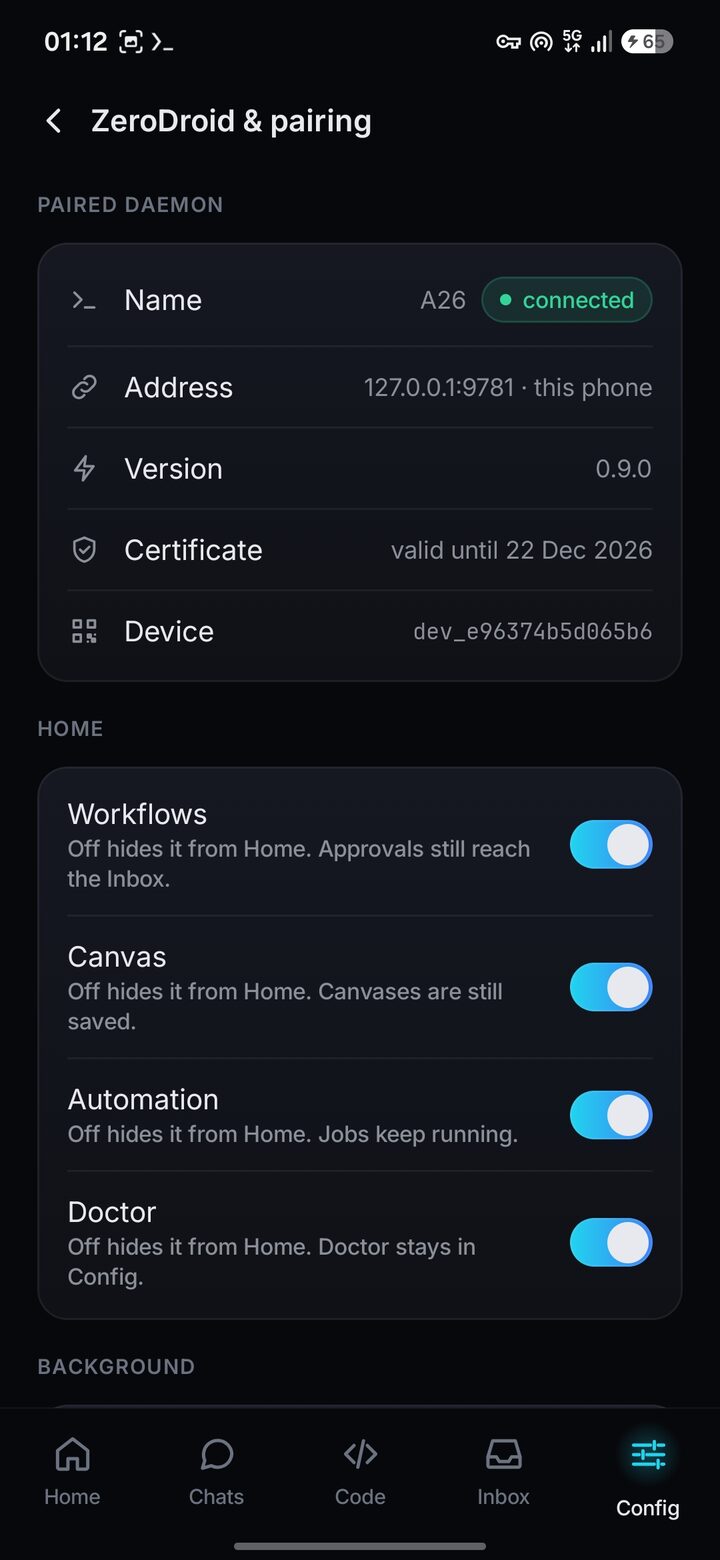 01:12
5G
65
ZeroDroid & pairing
PAIRED DAEMON
Name A26 connected
Address 127.0.0.1:9781 · this phone
Version 0.9.0
Certificate valid until 22 Dec 2026
Device dev_e96374b5d065b6
HOME
Workflows
Off hides it from Home. Approvals still reach
the Inbox.
Canvas
Off hides it from Home. Canvases are still
saved.
Automation
Off hides it from Home. Jobs keep running.
Doctor
Off hides it from Home. Doctor stays in
Config.
BACKGROUND
Home Chats Code Inbox Config